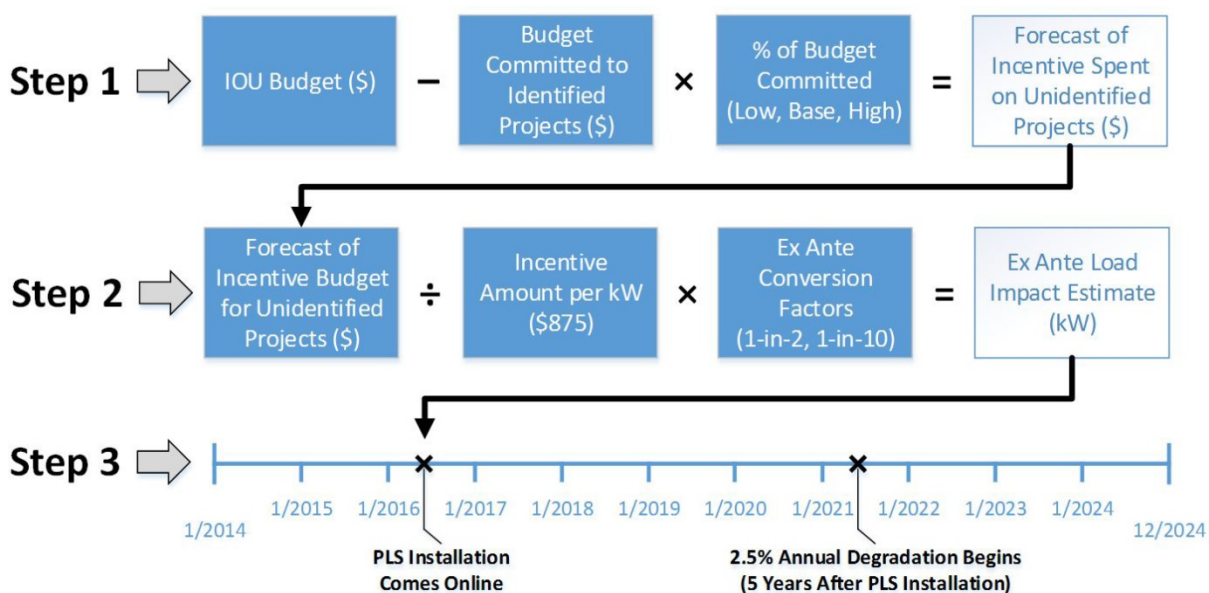 Step 1
IOU Budget ($)
−
Budget
Committed to
Identified
Projects ($)
×
% of Budget
Committed
(Low, Base, High)
=
Forecast of
Incentive Spent
on Unidentified
Projects ($)
Step 2
Forecast of
Incentive Budget
for Unidentified
Projects ($)
÷
Incentive
Amount per kW
($875)
×
Ex Ante
Conversion
Factors
(1-in-2, 1-in-10)
=
Ex Ante Load
Impact Estimate
(kW)
Step 3
1/2014
1/2015
1/2016
1/2017
1/2018
1/2019
1/2020
1/2021
1/2022
1/2023
1/2024
12/2024
PLS Installation
Comes Online
2.5% Annual Degradation Begins
(5 Years After PLS Installation)